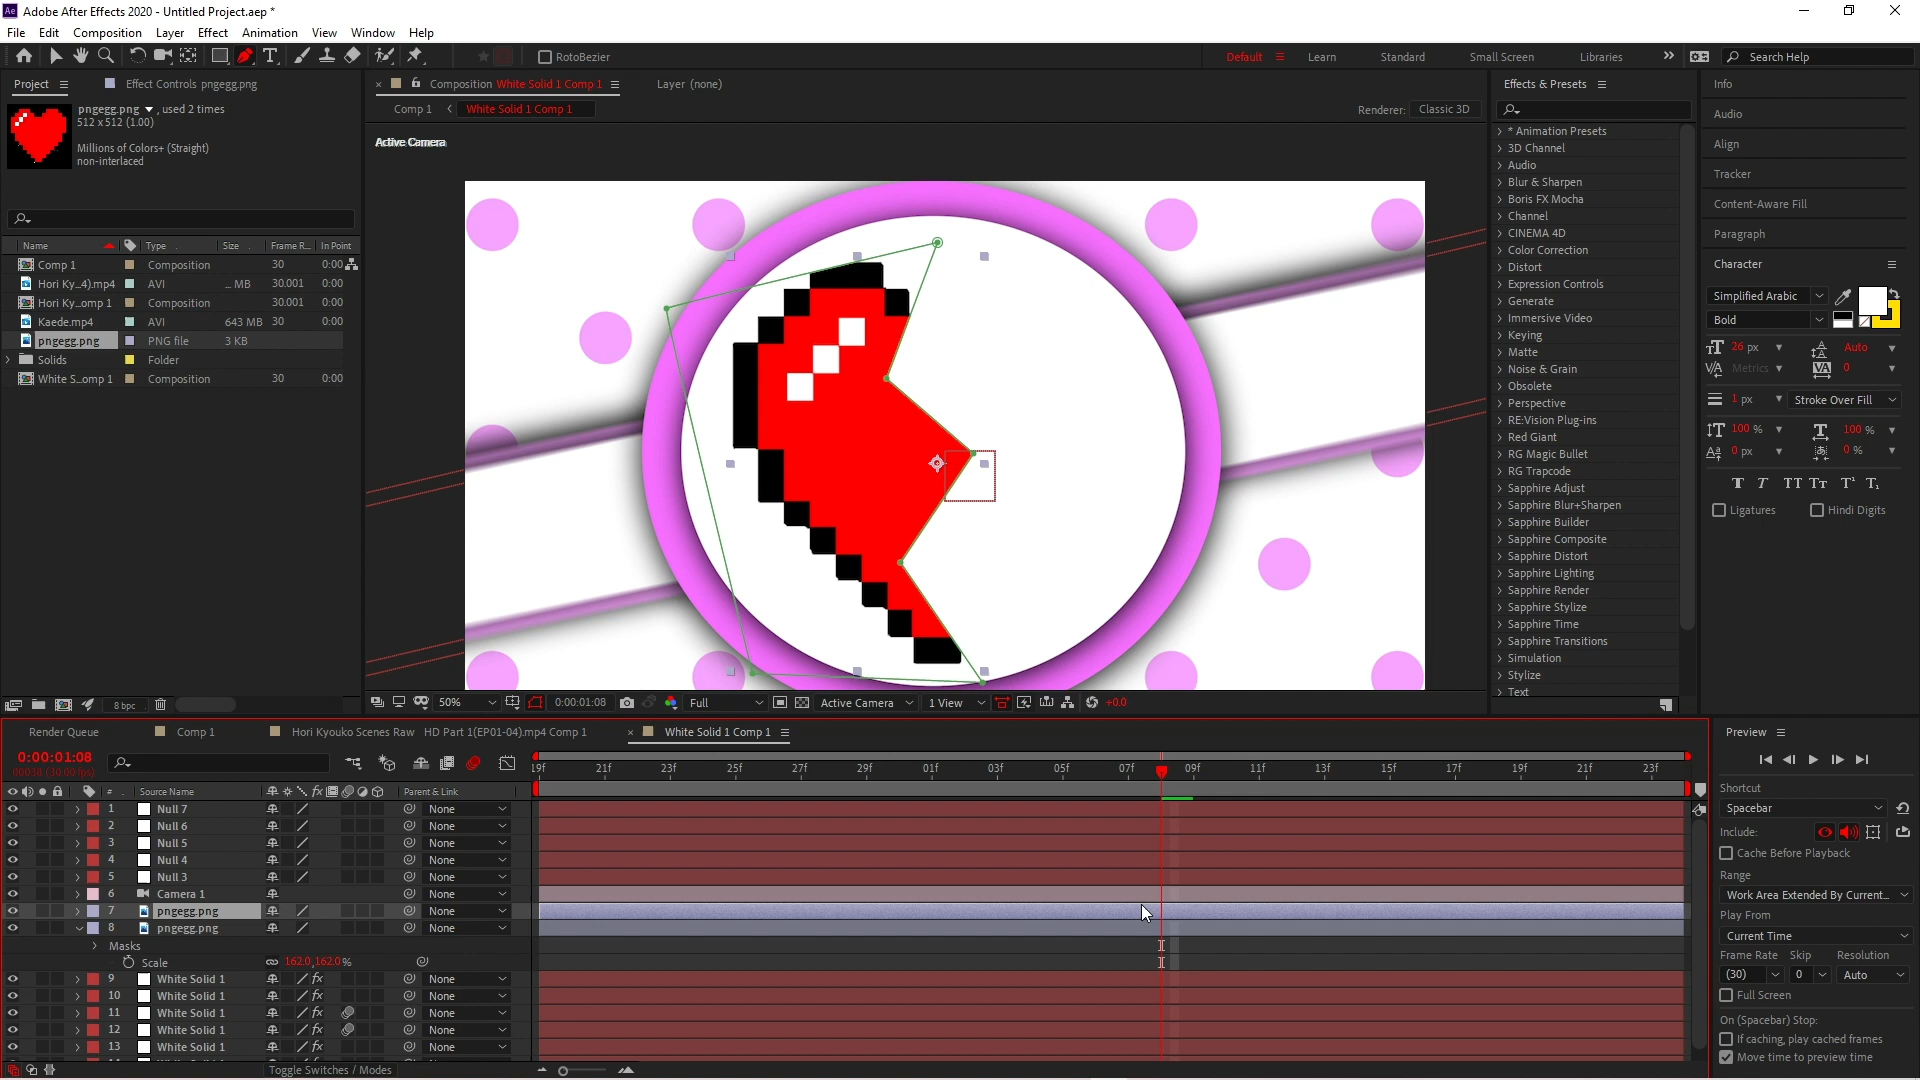 Ae Adobe After Effects 2020 - Untitled Project.aep *
File Edit Composition Layer Effect Animation View Window Help
RotoBezier
Default Learn Standard Small Screen Libraries » Search Help
Project Effect Controls pngegg.png
pngegg.png ▼ , used 2 times
512 x 512 (1.00)
Millions of Colors+ (Straight)
non-interlaced
Name Type Size Frame R... In Point
Comp 1 Composition 30 0:00
Hori Ky...4).mp4 AVI ... MB 30.001 0:00
Hori Ky...omp 1 Composition 30.001 0:00
Kaede.mp4 AVI 643 MB 30 0:00
pngegg.png PNG file 3 KB
Solids Folder
White S...omp 1 Composition 30 0:00
8 bpc
Composition White Solid 1 Comp 1 Layer (none)
Comp 1 < White Solid 1 Comp 1
Renderer: Classic 3D
Active Camera
50% 0:00:01:08 Full Active Camera 1 View +0.0
Effects & Presets
* Animation Presets
3D Channel
Audio
Blur & Sharpen
Boris FX Mocha
Channel
CINEMA 4D
Color Correction
Distort
Expression Controls
Generate
Immersive Video
Keying
Matte
Noise & Grain
Obsolete
Perspective
RE:Vision Plug-ins
Red Giant
RG Magic Bullet
RG Trapcode
Sapphire Adjust
Sapphire Blur+Sharpen
Sapphire Builder
Sapphire Composite
Sapphire Distort
Sapphire Lighting
Sapphire Render
Sapphire Stylize
Sapphire Time
Sapphire Transitions
Simulation
Stylize
Text
Info
Audio
Align
Tracker
Content-Aware Fill
Paragraph
Character
Simplified Arabic
Bold
26 px Auto
Metrics 0
1 px Stroke Over Fill
100 % 100 %
0 px 0 %
T T TT Tт T¹ T₁
Ligatures Hindi Digits
Render Queue Comp 1 Hori Kyouko Scenes Raw HD Part 1(EP01-04).mp4 Comp 1 White Solid 1 Comp 1
0:00:01:08
00038 (30.00 fps)
19f 21f 23f 25f 27f 29f 01f 03f 05f 07f 09f 11f 13f 15f 17f 19f 21f 23f
# Source Name Parent & Link
1 Null 7 None
2 Null 6 None
3 Null 5 None
4 Null 4 None
5 Null 3 None
6 Camera 1 None
7 pngegg.png None
8 pngegg.png None
Masks
Scale 162.0,162.0%
9 White Solid 1 fx None
10 White Solid 1 fx None
11 White Solid 1 fx None
12 White Solid 1 fx None
13 White Solid 1 fx None
Toggle Switches / Modes
Preview
Shortcut
Spacebar
Include:
Cache Before Playback
Range
Work Area Extended By Current...
Play From
Current Time
Frame Rate Skip Resolution
(30) 0 Auto
Full Screen
On (Spacebar) Stop:
If caching, play cached frames
Move time to preview time